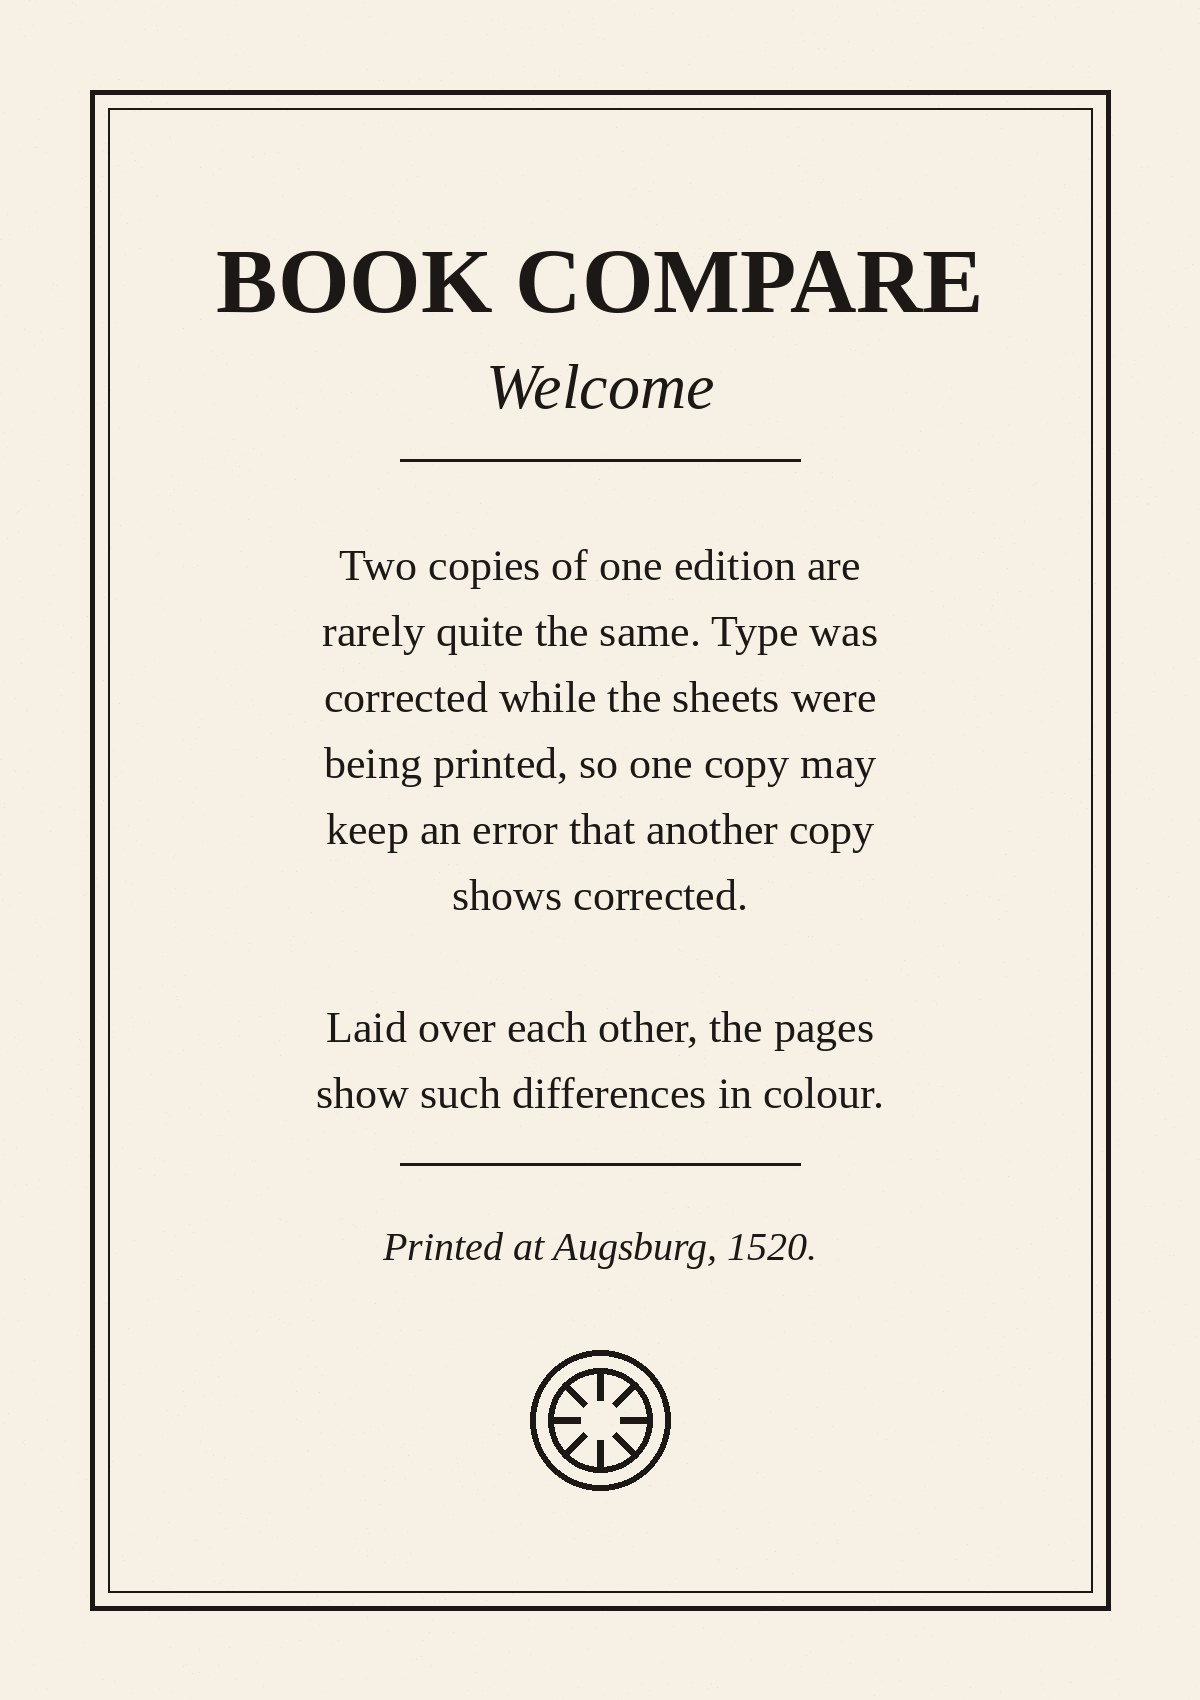 BOOK COMPARE
Welcome
Two copies of one edition are
rarely quite the same. Type was
corrected while the sheets were
being printed, so one copy may
keep an error that another copy
shows corrected.
Laid over each other, the pages
show such differences in colour.
Printed at Augsburg, 1520.